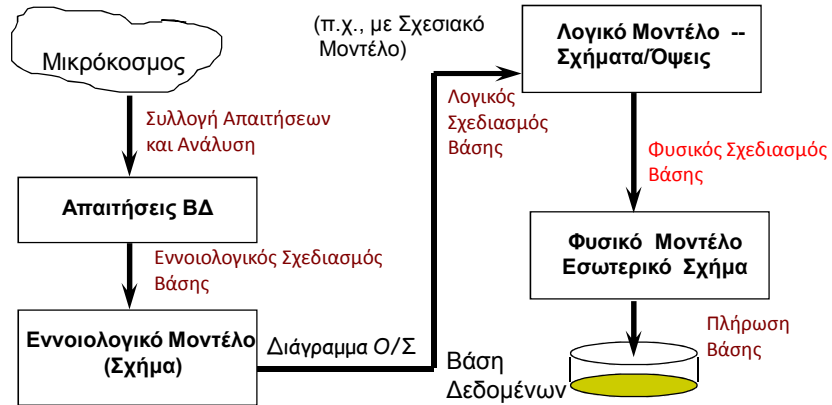 Μικρόκοσμος
Συλλογή Απαιτήσεων
και Ανάλυση
Απαιτήσεις ΒΔ
Εννοιολογικός Σχεδιασμός
Βάσης
Εννοιολογικό Μοντέλο
(Σχήμα)
Διάγραμμα Ο/Σ
(π.χ., με Σχεσιακό
Μοντέλο)
Λογικός
Σχεδιασμός
Βάσης
Λογικό Μοντέλο --
Σχήματα/Όψεις
Φυσικός Σχεδιασμός
Βάσης
Φυσικό Μοντέλο
Εσωτερικό Σχήμα
Πλήρωση
Βάσης
Βάση
Δεδομένων